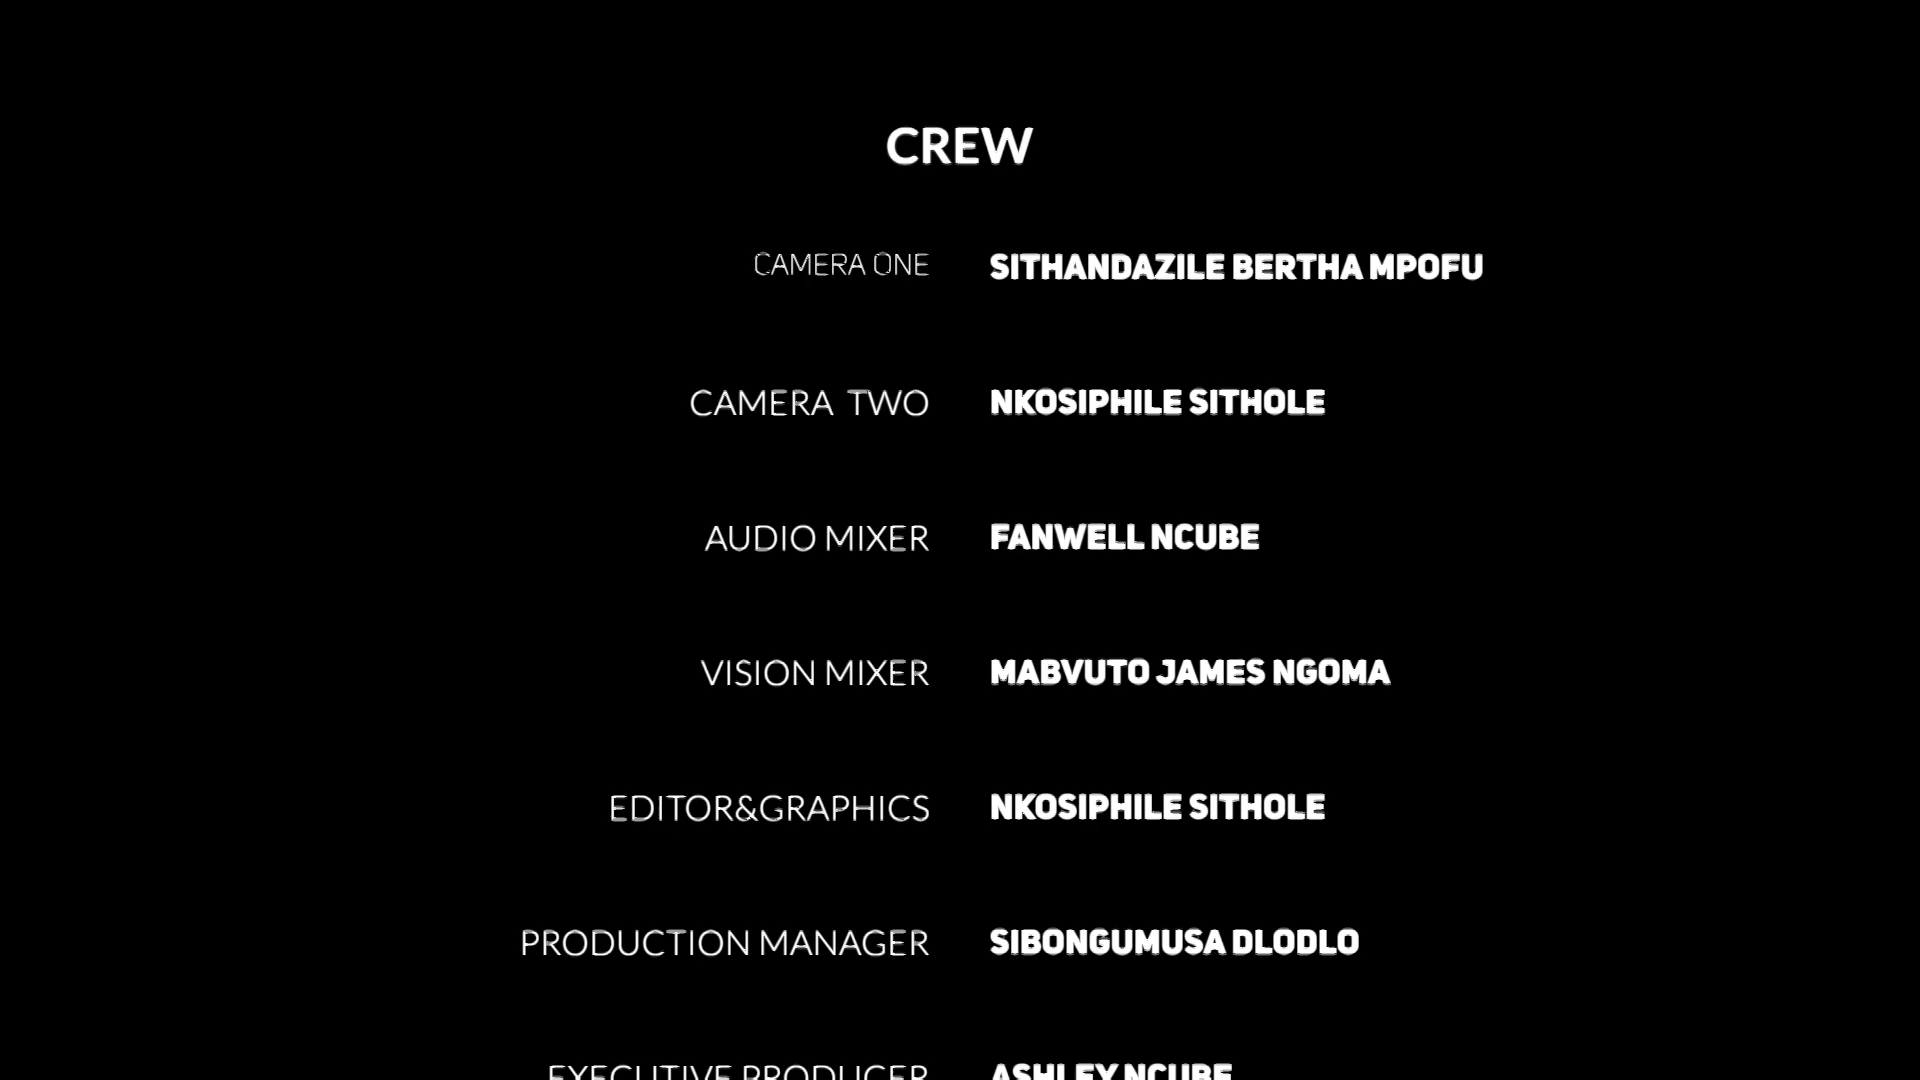 CREW
CAMERA ONE SITHANDAZILE BERTHA MPOFU
CAMERA TWO NKOSIPHILE SITHOLE
AUDIO MIXER FANWELL NCUBE
VISION MIXER MABVUTO JAMES NGOMA
EDITOR&GRAPHICS NKOSIPHILE SITHOLE
PRODUCTION MANAGER SIBONGUMUSA DLODLO
EXECUTIVE PRODUCER ASHLEY NCUBE